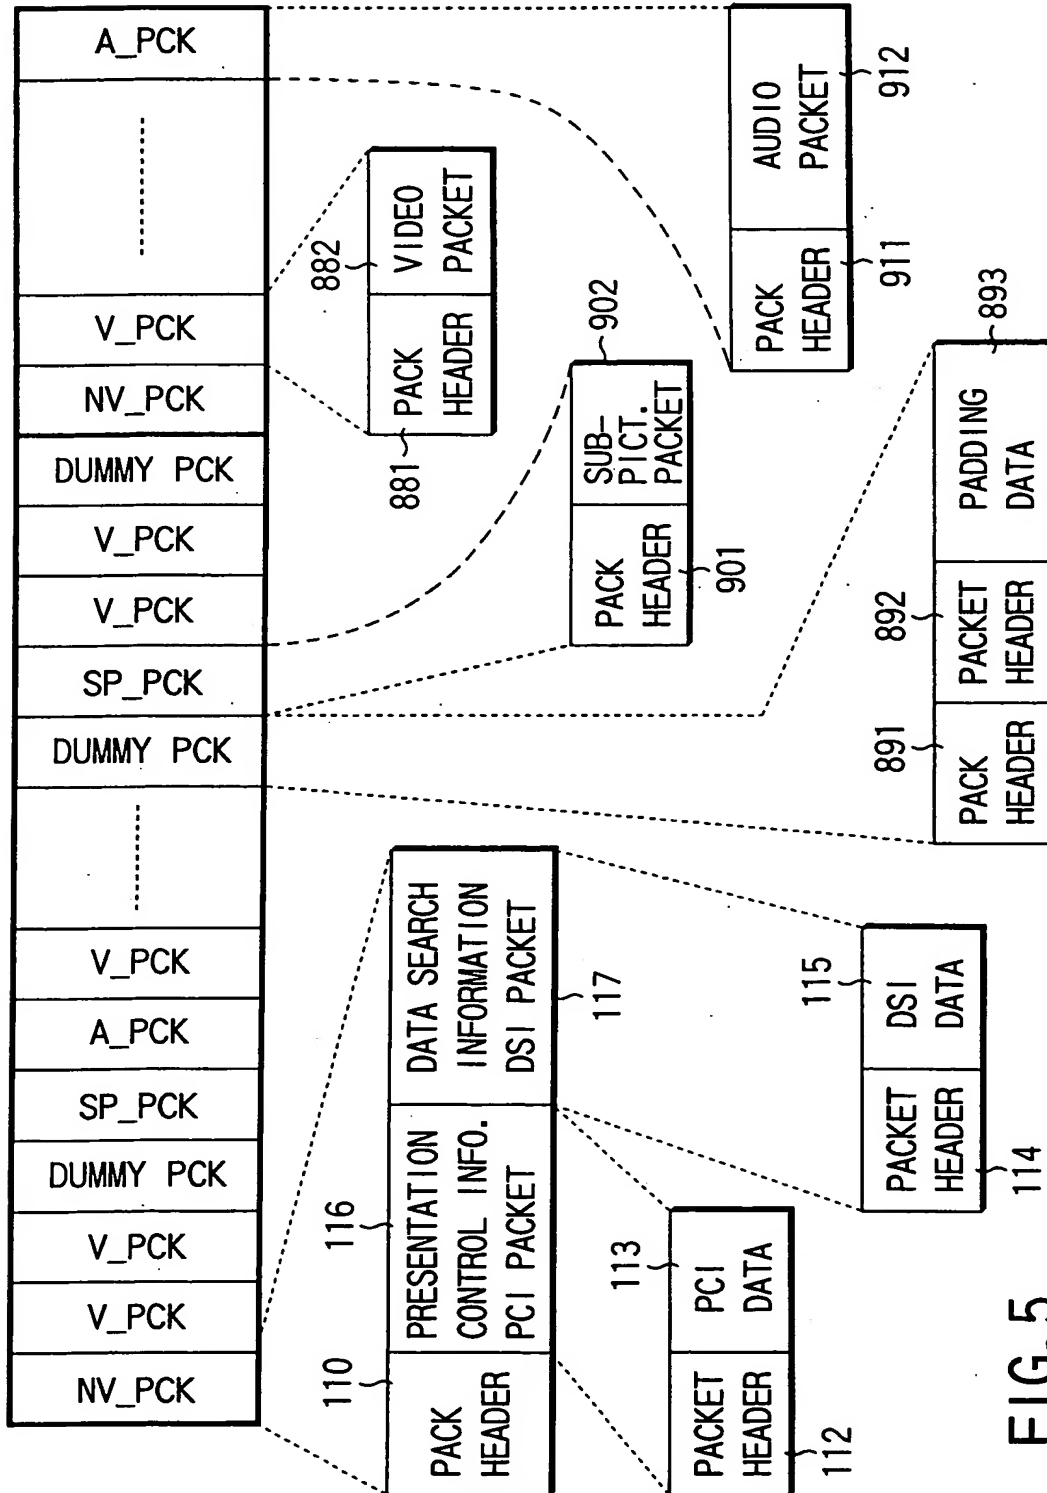 NV_PCK
V_PCK
V_PCK
DUMMY PCK
SP_PCK
A_PCK
V_PCK
DUMMY PCK
SP_PCK
V_PCK
V_PCK
DUMMY PCK
NV_PCK
V_PCK
A_PCK
110
116
PACK
HEADER
PRESENTATION
CONTROL INFO.
PCI PACKET
DATA SEARCH
INFORMATION
DSI PACKET
117
113
PACKET
HEADER
PCI
DATA
112
115
PACKET
HEADER
DSI
DATA
114
881
882
PACK
HEADER
VIDEO
PACKET
902
PACK
HEADER
SUB-
PICT.
PACKET
901
PACK
HEADER
AUDIO
PACKET
911
912
891
892
893
PACK
HEADER
PACKET
HEADER
PADDING
DATA
FIG. 5